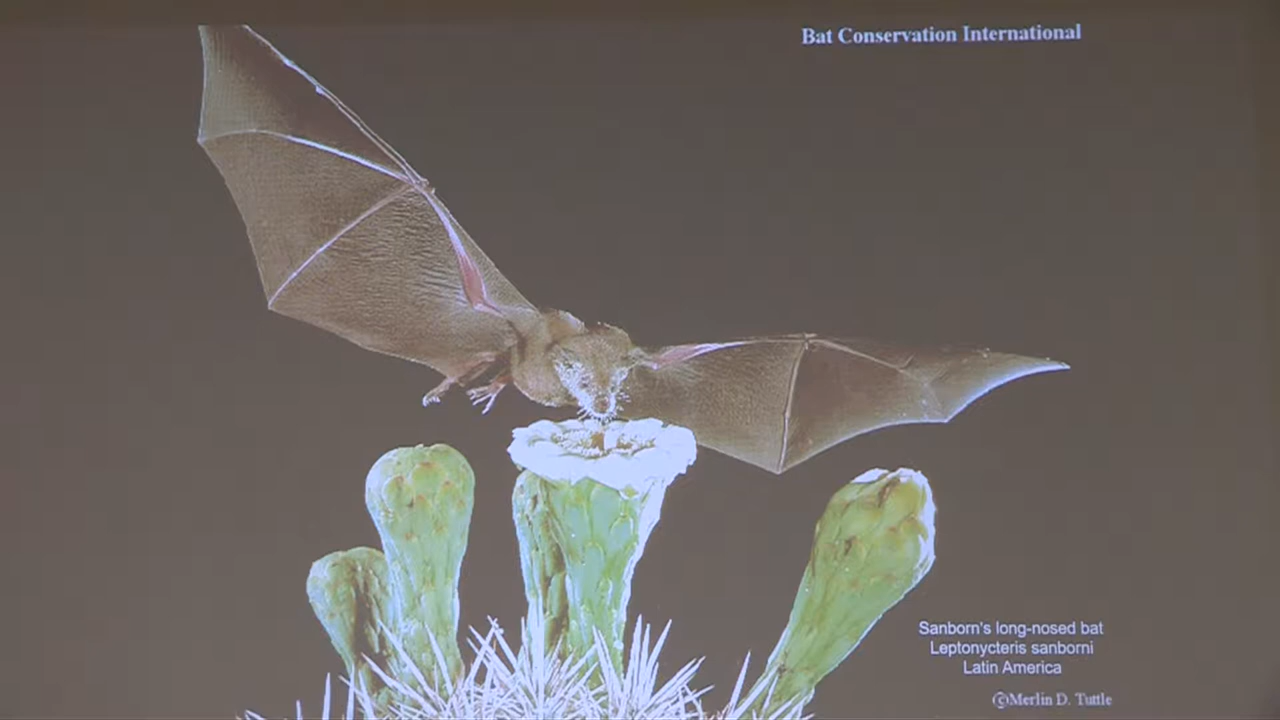 Bat Conservation International
Sanborn's long-nosed bat
Leptonycteris sanborni
Latin America
©Merlin D. Tuttle